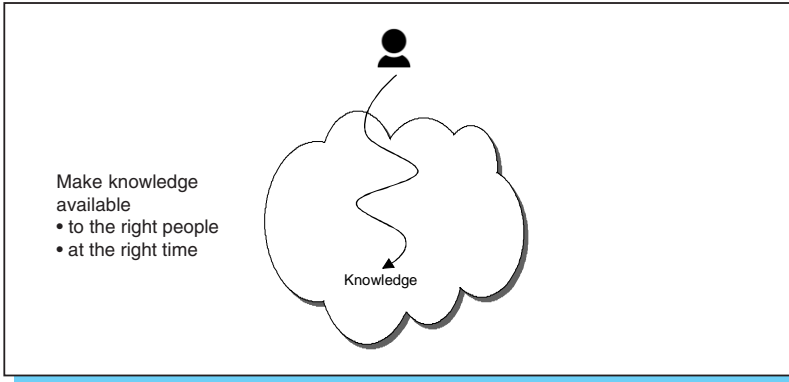 Make knowledge
available
• to the right people
• at the right time
Knowledge